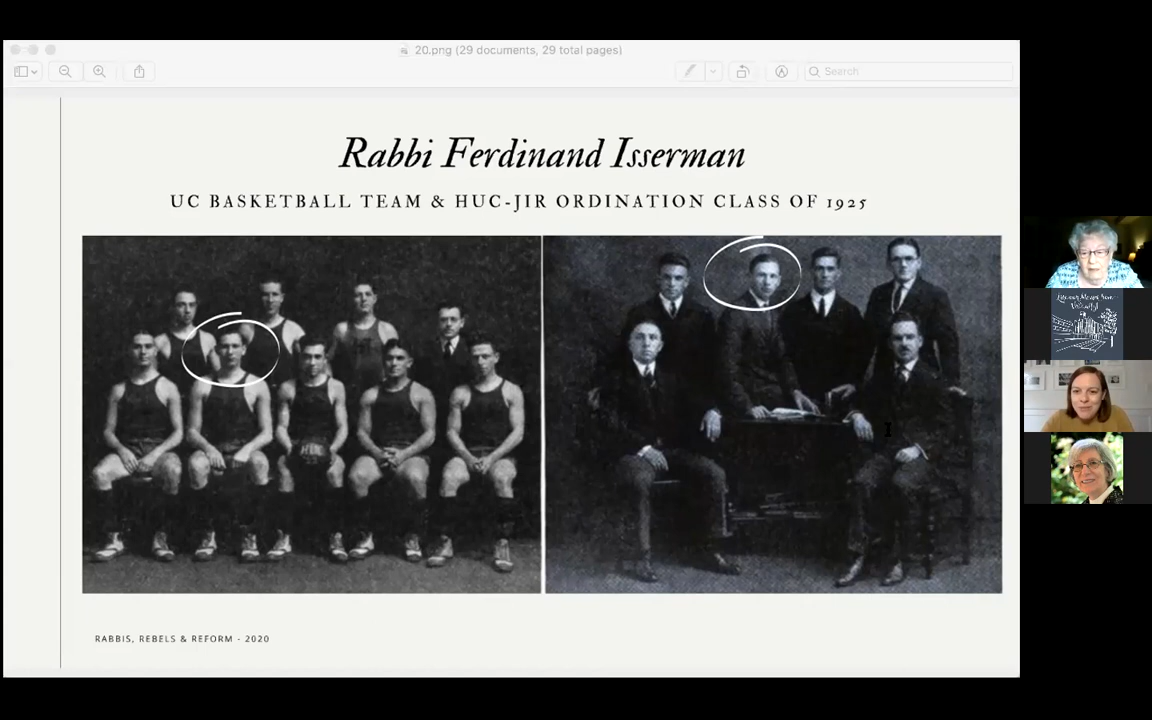 20.png (29 documents, 29 total pages)
Search
Rabbi Ferdinand Isserman
UC BASKETBALL TEAM & HUC-JIR ORDINATION CLASS OF 1925
RABBIS, REBELS & REFORM - 2020